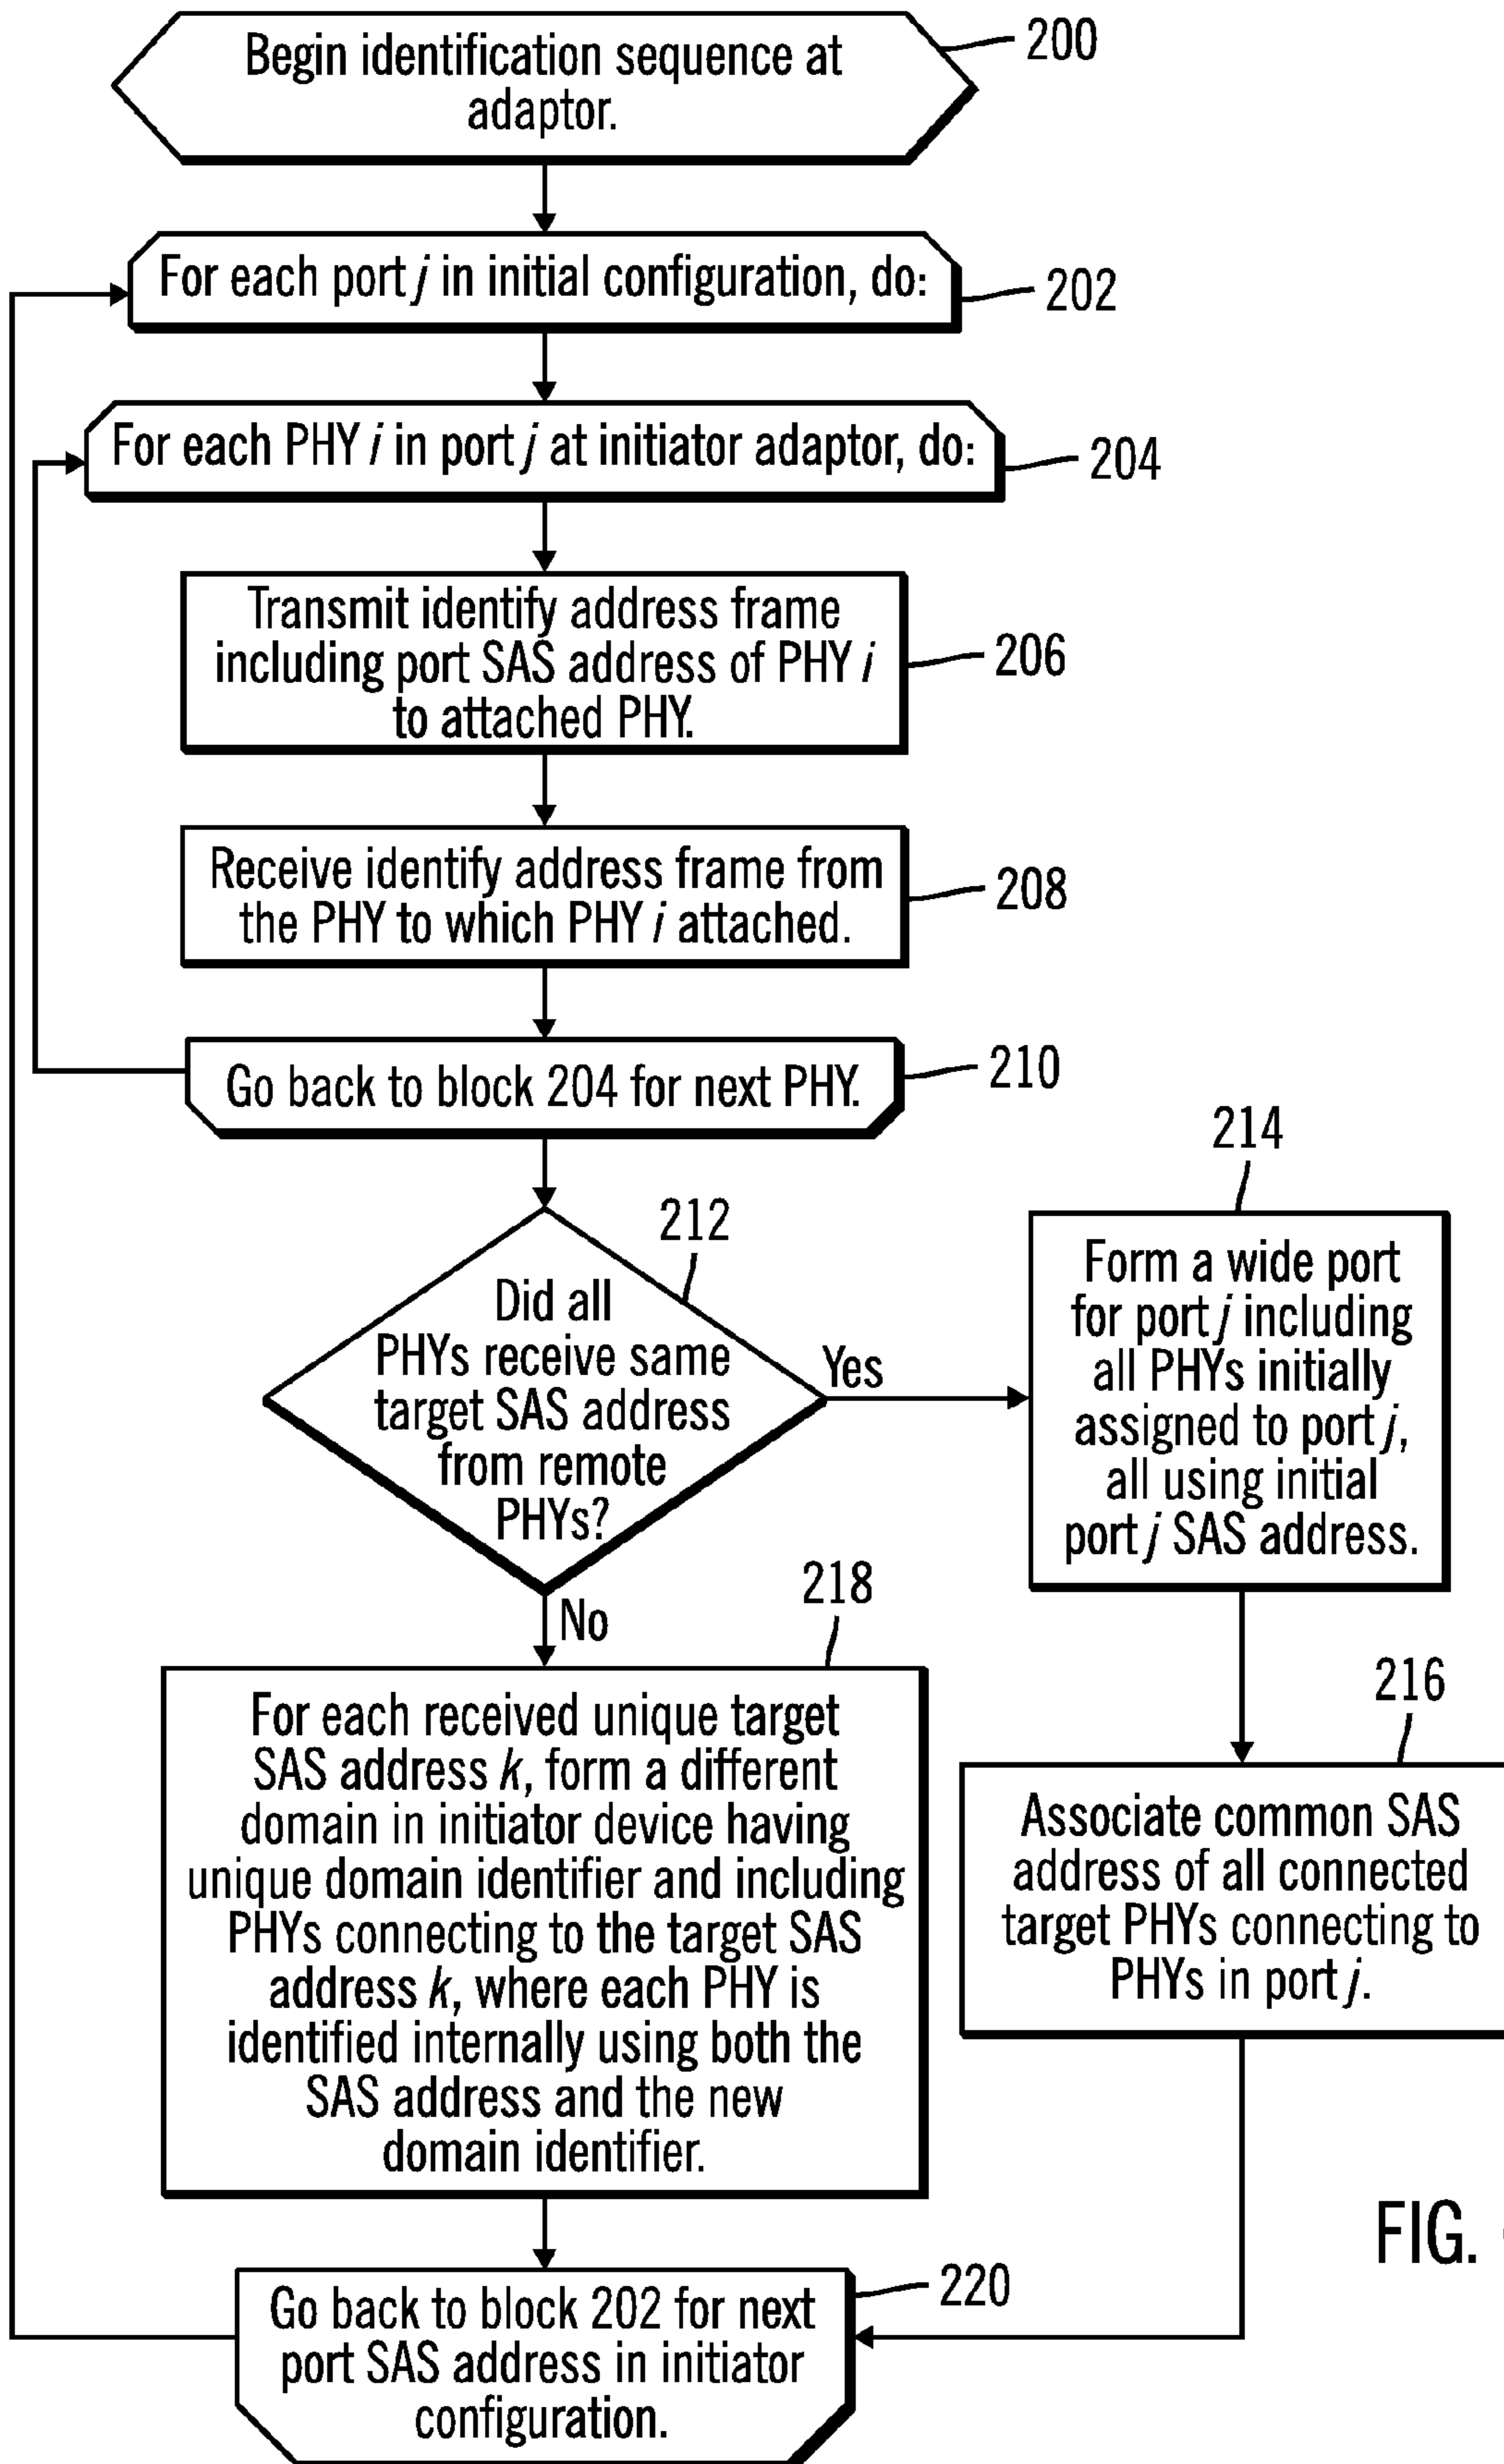 Begin identification sequence at
adaptor.
200
For each port j in initial configuration, do:
202
For each PHY i in port j at initiator adaptor, do:
204
Transmit identify address frame
including port SAS address of PHY i
to attached PHY.
206
Receive identify address frame from
the PHY to which PHY i attached.
208
Go back to block 204 for next PHY.
210
212
Did all
PHYs receive same
target SAS address
from remote
PHYs?
Yes
No
214
Form a wide port
for port j including
all PHYs initially
assigned to port j,
all using initial
port j SAS address.
216
Associate common SAS
address of all connected
target PHYs connecting to
PHYs in port j.
218
For each received unique target
SAS address k, form a different
domain in initiator device having
unique domain identifier and including
PHYs connecting to the target SAS
address k, where each PHY is
identified internally using both the
SAS address and the new
domain identifier.
220
Go back to block 202 for next
port SAS address in initiator
configuration.
FIG.